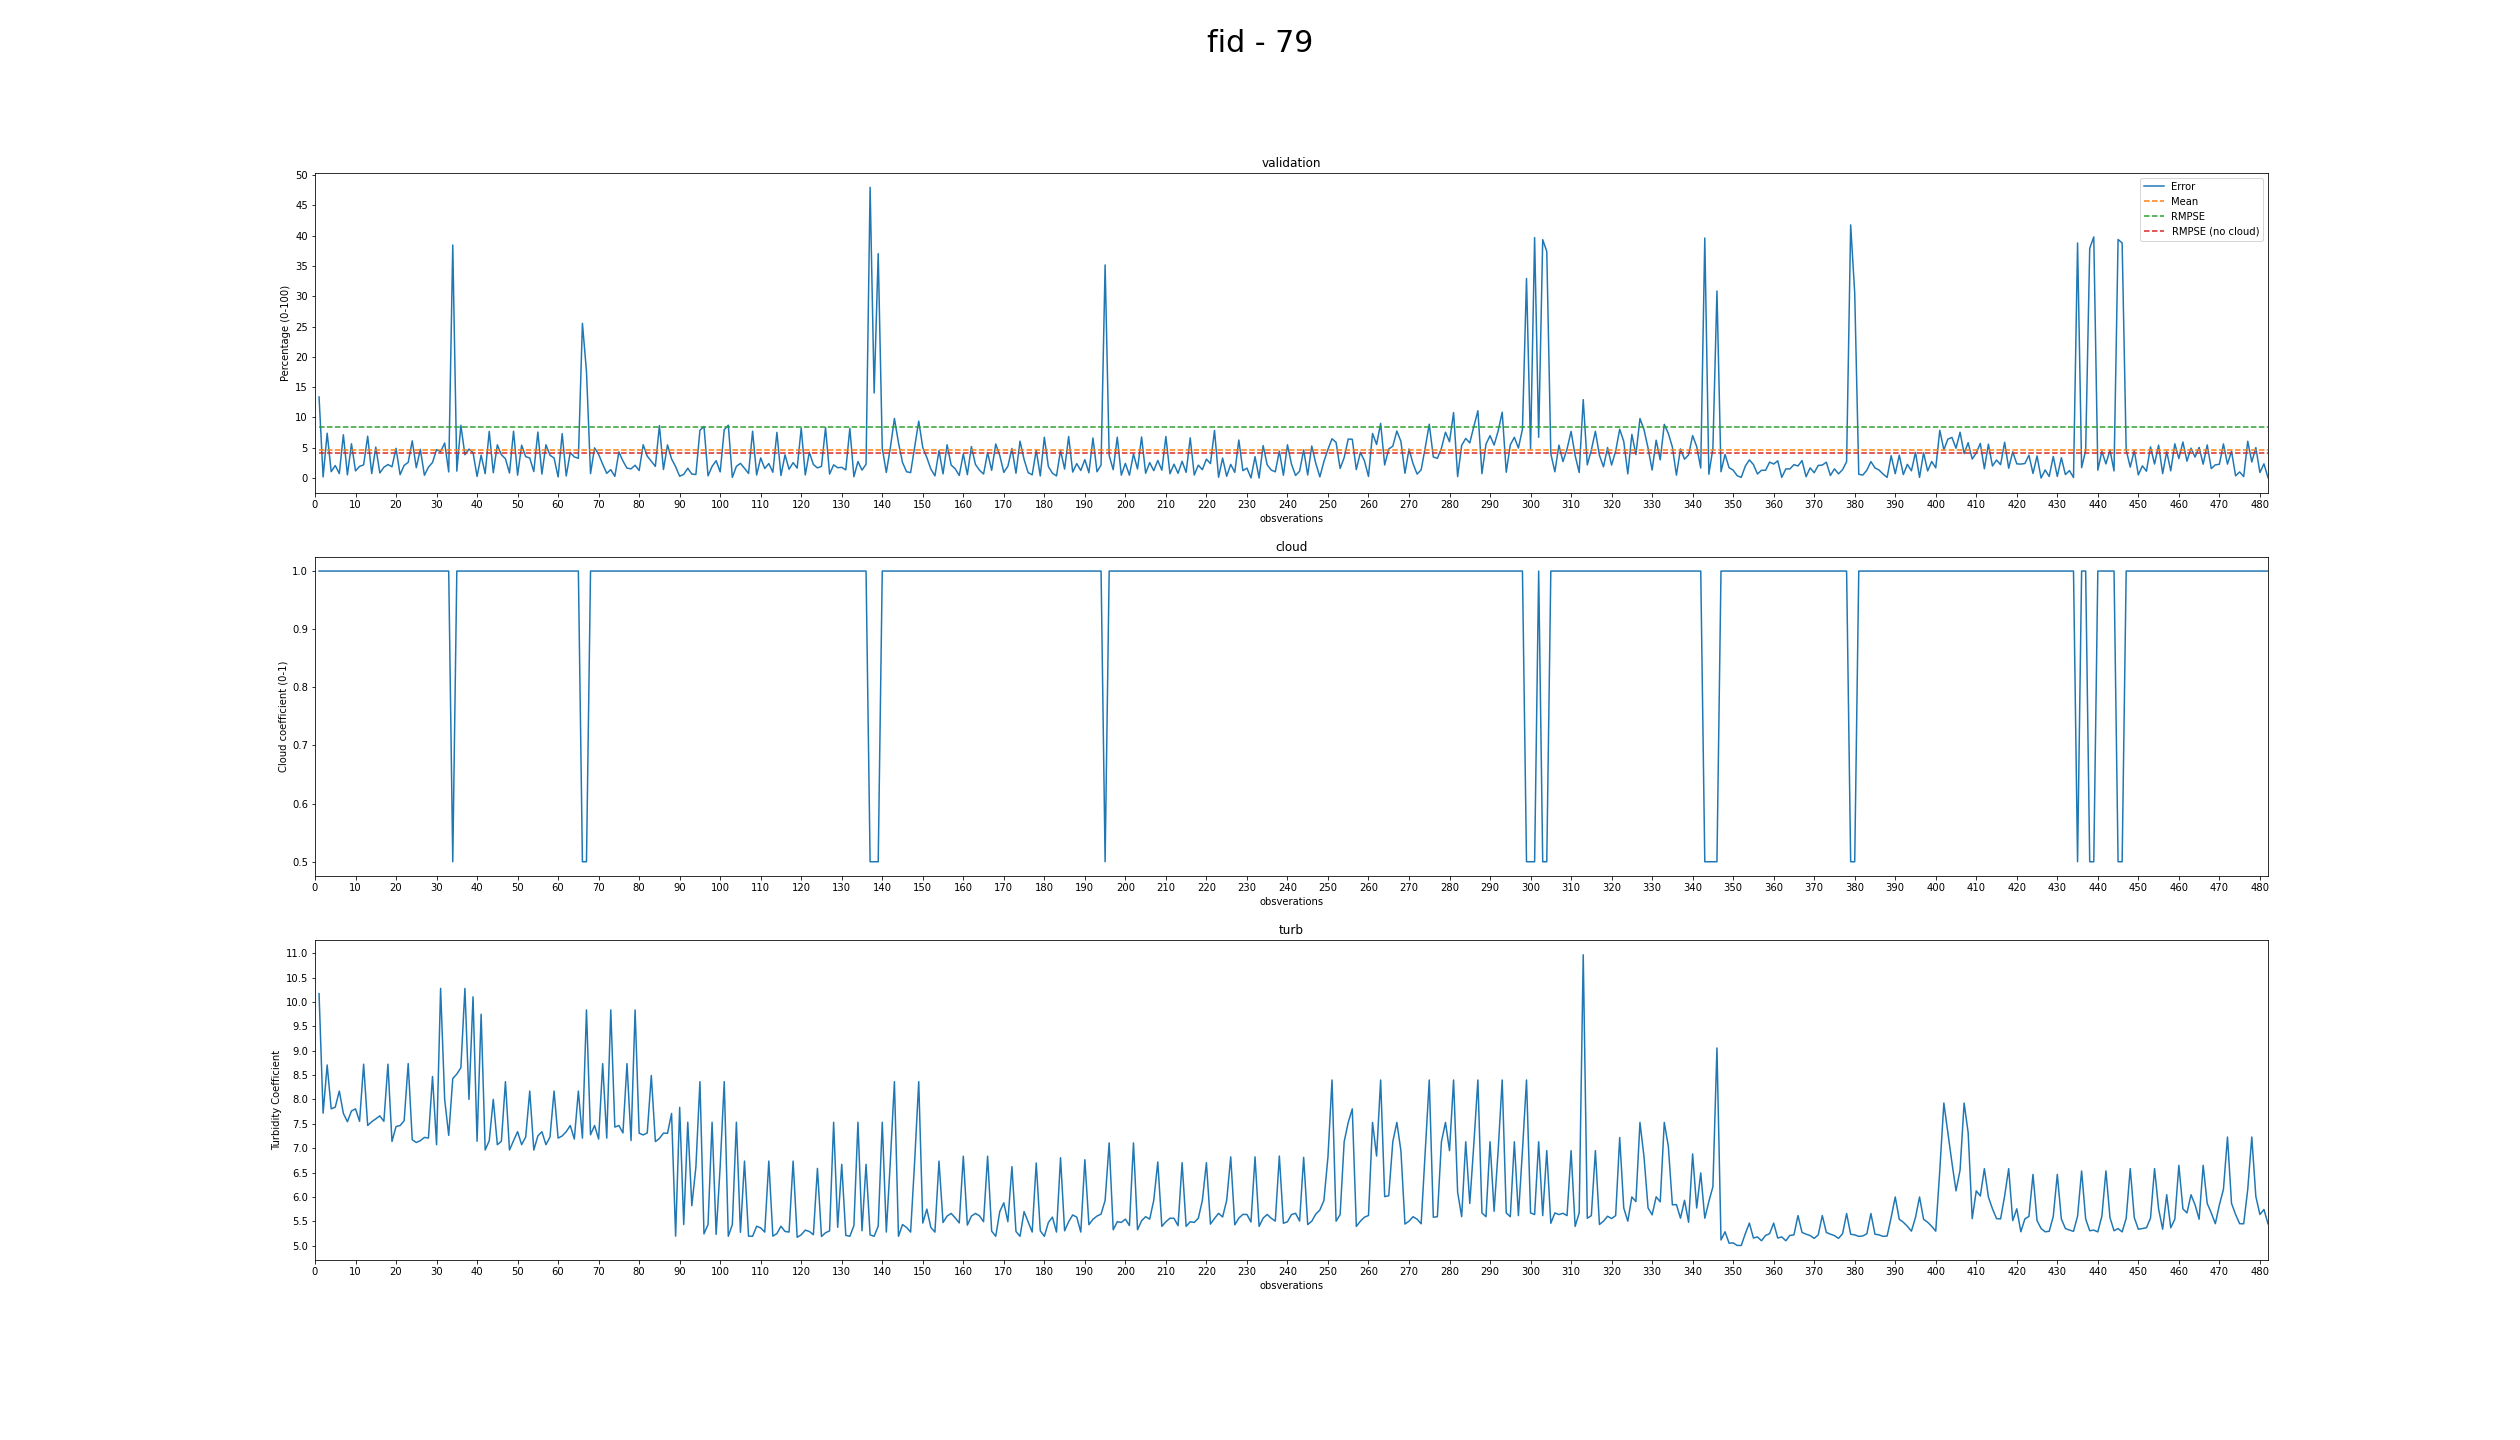 fid - 79
validation
50
45
40
35
30
25
20
15
10
5
0
Percentage (0-100)
Error
Mean
RMPSE
RMPSE (no cloud)
0 10 20 30 40 50 60 70 80 90 100 110 120 130 140 150 160 170 180 190 200 210 220 230 240 250 260 270 280 290 300 310 320 330 340 350 360 370 380 390 400 410 420 430 440 450 460 470 480
obsverations
cloud
1.0
0.9
0.8
0.7
0.6
0.5
Cloud coefficient (0-1)
0 10 20 30 40 50 60 70 80 90 100 110 120 130 140 150 160 170 180 190 200 210 220 230 240 250 260 270 280 290 300 310 320 330 340 350 360 370 380 390 400 410 420 430 440 450 460 470 480
obsverations
turb
11.0
10.5
10.0
9.5
9.0
8.5
8.0
7.5
7.0
6.5
6.0
5.5
5.0
Turbidity Coefficient
0 10 20 30 40 50 60 70 80 90 100 110 120 130 140 150 160 170 180 190 200 210 220 230 240 250 260 270 280 290 300 310 320 330 340 350 360 370 380 390 400 410 420 430 440 450 460 470 480
obsverations